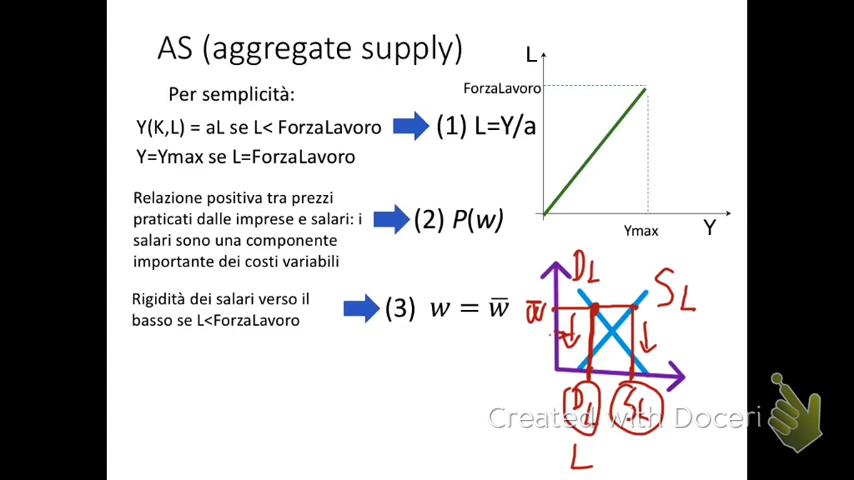 AS (aggregate supply)
Per semplicità:
Y(K,L) = aL se L< ForzaLavoro
(1) L=Y/a
Y=Ymax se L=ForzaLavoro
Relazione positiva tra prezzi
praticati dalle imprese e salari: i
salari sono una componente
importante dei costi variabili
(2) P(w)
Rigidità dei salari verso il
basso se L<ForzaLavoro
(3) w = w̅
L
ForzaLavoro
Ymax
Y
DL
SL
w̅
DL
SL
L
Created with Doceri